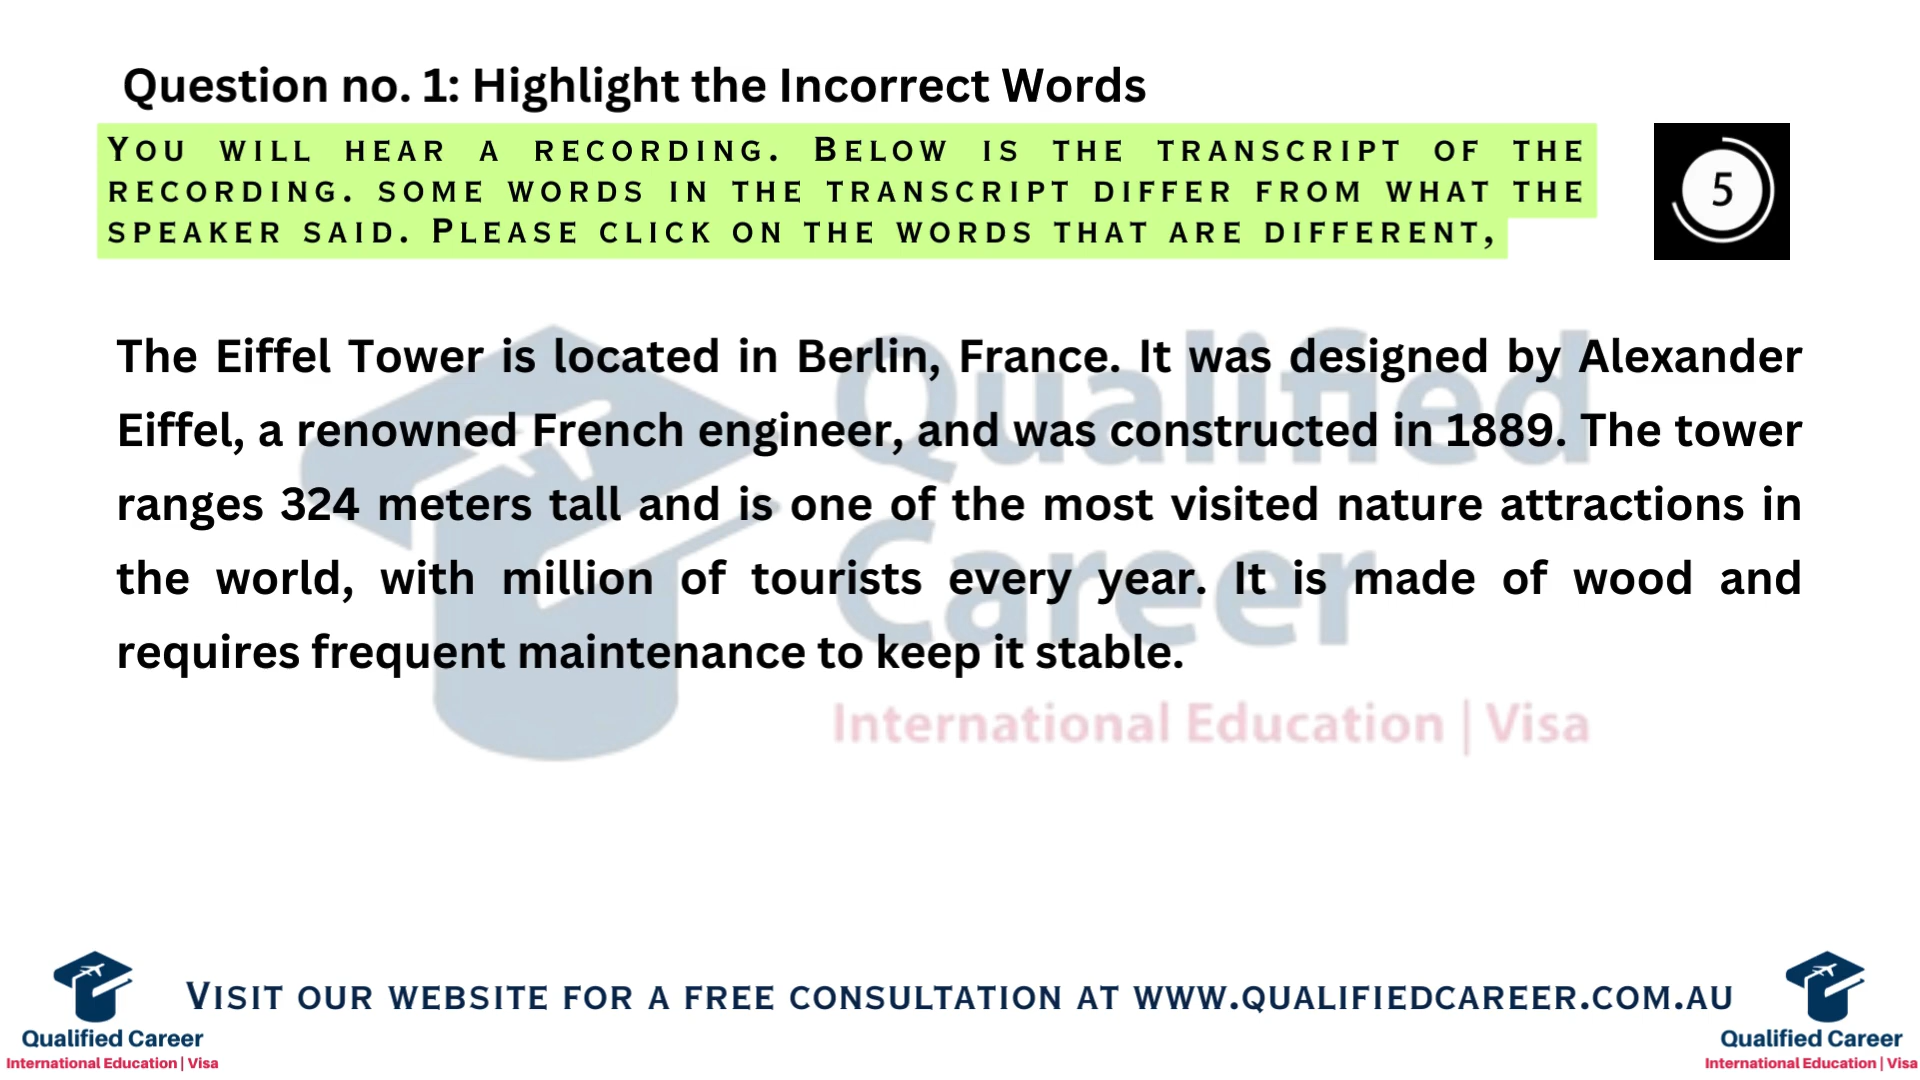 Question no. 1: Highlight the Incorrect Words
You will hear a recording. Below is the transcript of the
recording. some words in the transcript differ from what the
speaker said. Please click on the words that are different,
5
The Eiffel Tower is located in Berlin, France. It was designed by Alexander
Eiffel, a renowned French engineer, and was constructed in 1889. The tower
ranges 324 meters tall and is one of the most visited nature attractions in
the world, with million of tourists every year. It is made of wood and
requires frequent maintenance to keep it stable.
Qualified
Career
International Education | Visa
Visit our website for a free consultation at www.qualifiedcareer.com.au
Qualified Career
International Education | Visa
Qualified Career
International Education | Visa